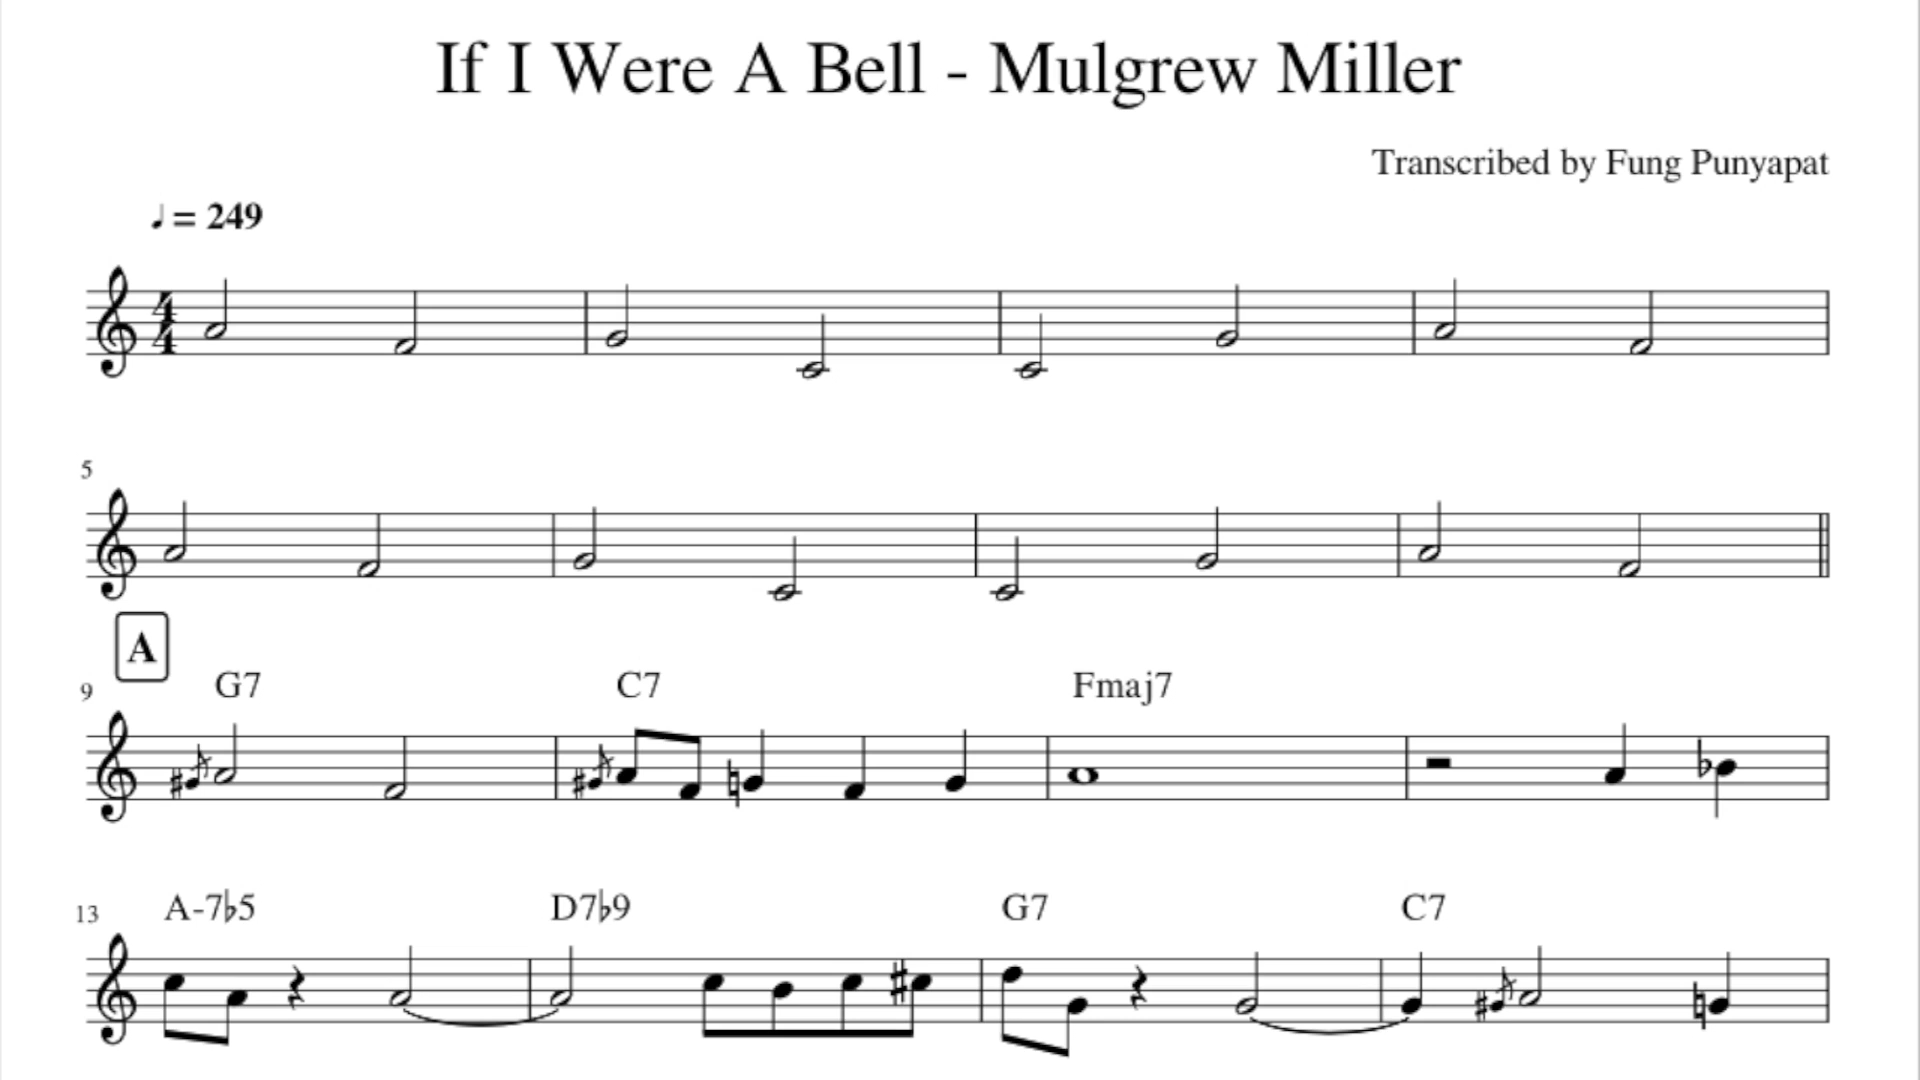 If I Were A Bell - Mulgrew Miller
Transcribed by Fung Punyapat
♩ = 249
4
4
5
A
9 G7 C7 Fmaj7
13 A-7♭5 D7♭9 G7 C7